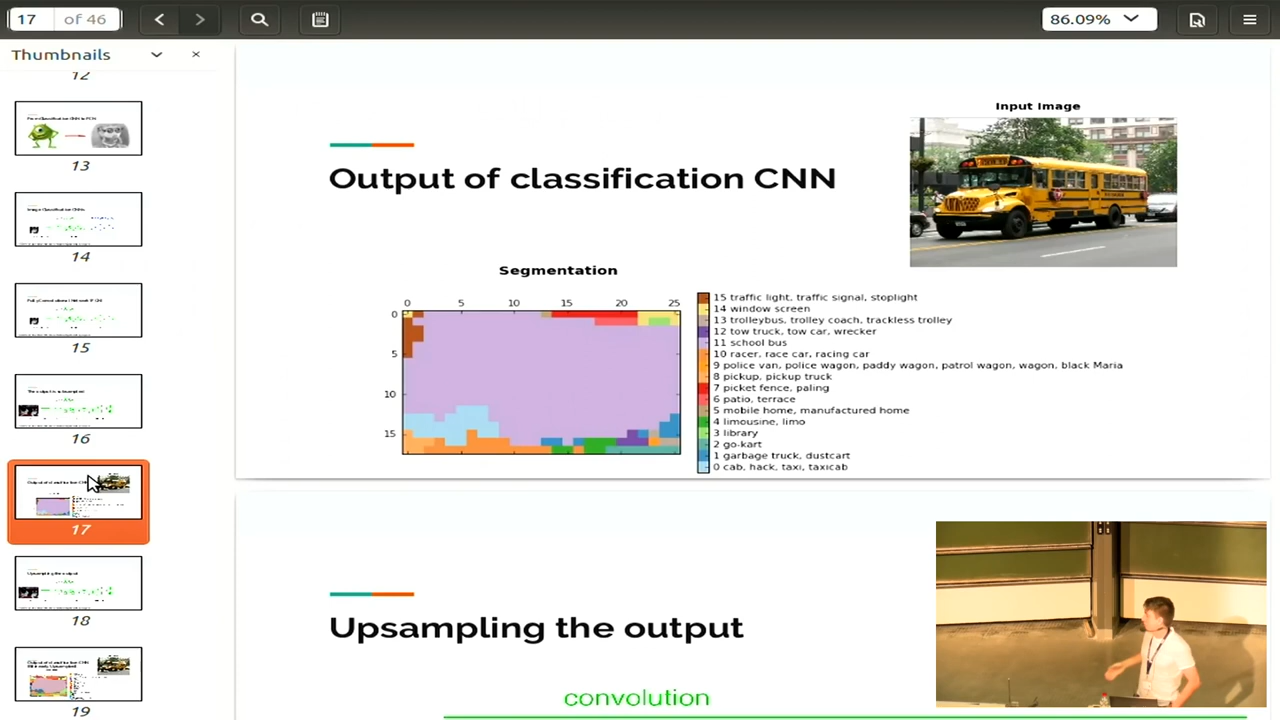 17 of 46
86.09%
Thumbnails
12
13
14
15
16
17
18
19
Output of classification CNN
Input Image
Segmentation
0 5 10 15 20 25
0
5
10
15
15 traffic light, traffic signal, stoplight
14 window screen
13 trolleybus, trolley coach, trackless trolley
12 tow truck, tow car, wrecker
11 school bus
10 racer, race car, racing car
9 police van, police wagon, paddy wagon, patrol wagon, wagon, black Maria
8 pickup, pickup truck
7 picket fence, paling
6 patio, terrace
5 mobile home, manufactured home
4 limousine, limo
3 library
2 go-kart
1 garbage truck, dustcart
0 cab, hack, taxi, taxicab
Upsampling the output
convolution